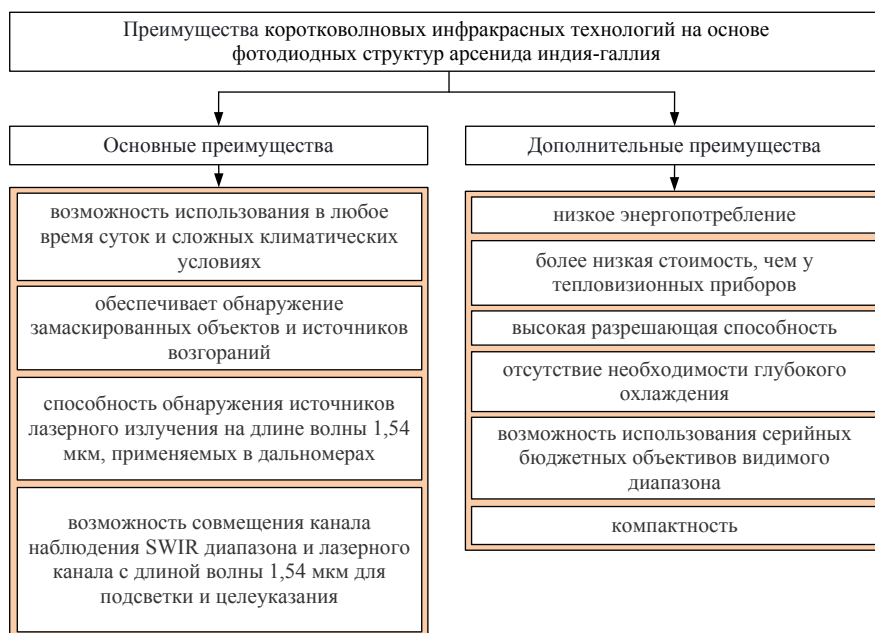 Преимущества коротковолновых инфракрасных технологий на основе
фотодиодных структур арсенида индия-галлия
Основные преимущества
возможность использования в любое
время суток и сложных климатических
условиях
обеспечивает обнаружение
замаскированных объектов и источников
возгораний
способность обнаружения источников
лазерного излучения на длине волны 1,54
мкм, применяемых в дальномерах
возможность совмещения канала
наблюдения SWIR диапазона и лазерного
канала с длиной волны 1,54 мкм для
подсветки и целеуказания
Дополнительные преимущества
низкое энергопотребление
более низкая стоимость, чем у
тепловизионных приборов
высокая разрешающая способность
отсутствие необходимости глубокого
охлаждения
возможность использования серийных
бюджетных объективов видимого
диапазона
компактность